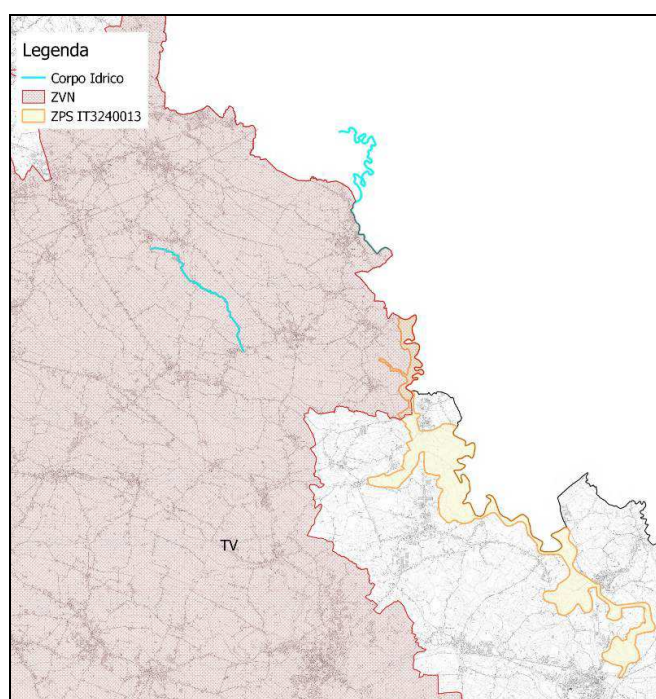 Legenda
Corpo Idrico
ZVN
ZPS IT3240013
TV